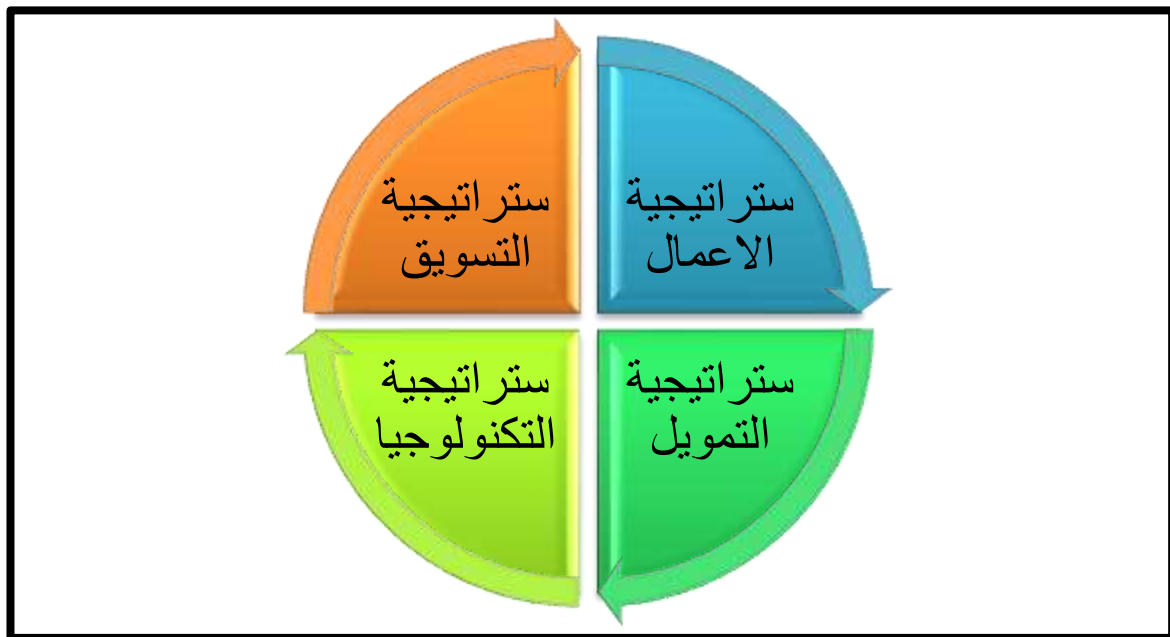 ستراتيجية
الاعمال
ستراتيجية
التسويق
ستراتيجية
التمويل
ستراتيجية
التكنولوجيا